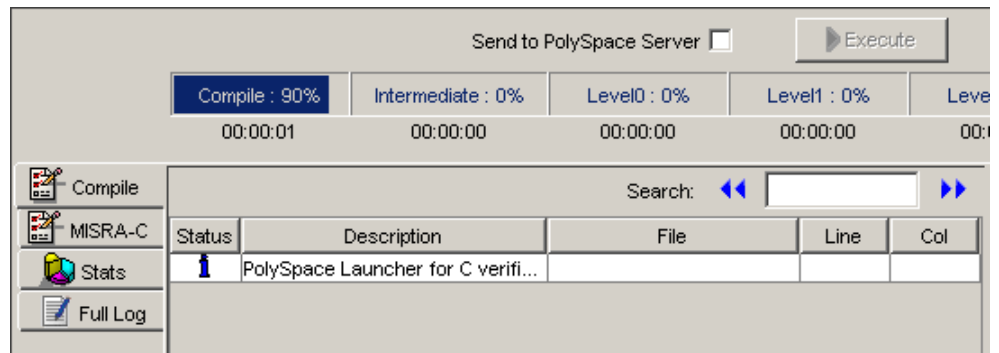 Send to PolySpace Server Execute
Compile : 90% Intermediate : 0% Level0 : 0% Level1 : 0% Leve
00:00:01 00:00:00 00:00:00 00:00:00 00:
Compile Search:
MISRA-C Status Description File Line Col
Stats PolySpace Launcher for C verifi...
Full Log